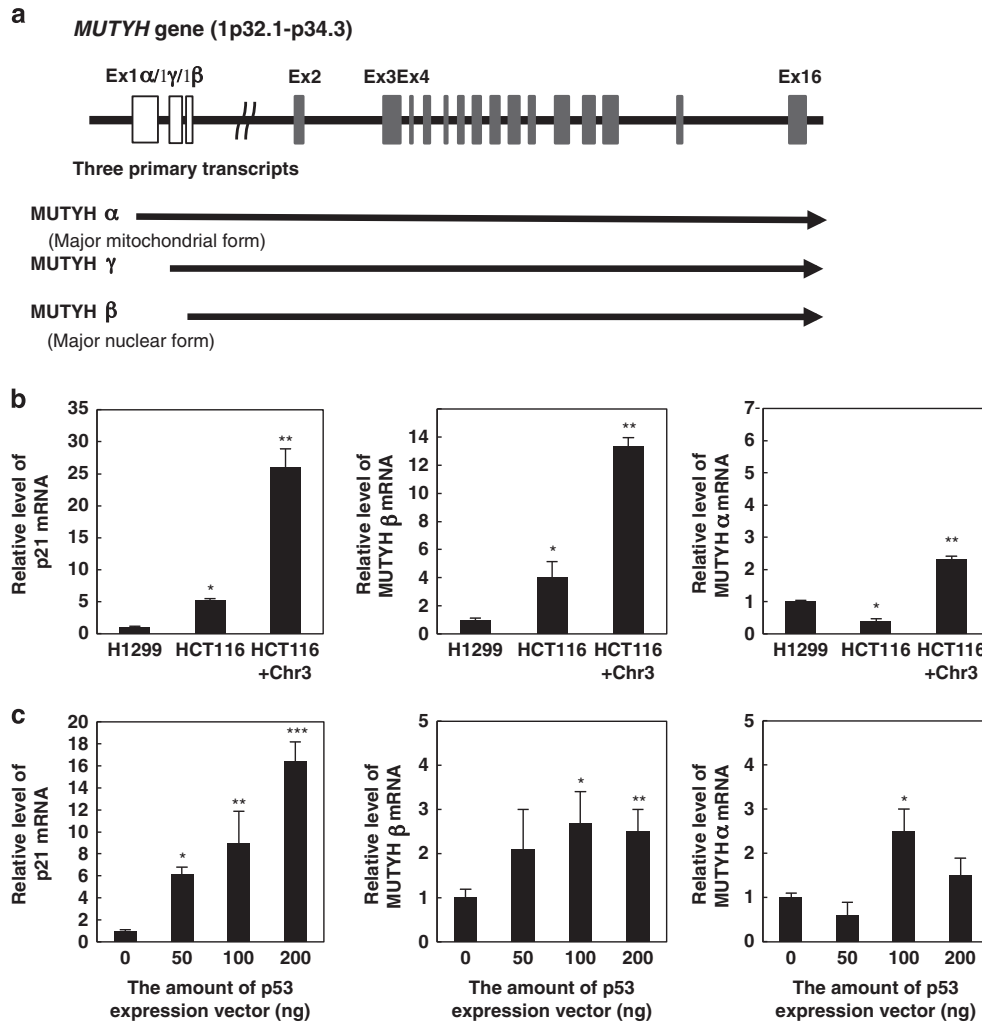 a
MUTYH gene (1p32.1-p34.3)
Ex1α/1γ/1β
Ex2
Ex3Ex4
Ex16
Three primary transcripts
MUTYH α
(Major mitochondrial form)
MUTYH γ
MUTYH β
(Major nuclear form)
b
Relative level of
p21 mRNA
35
30
25
20
15
10
5
0
*
**
H1299
HCT116
HCT116
+Chr3
Relative level of
MUTYH β mRNA
14
12
10
8
6
4
2
0
*
**
H1299
HCT116
HCT116
+Chr3
Relative level of
MUTYH α mRNA
7
6
5
4
3
2
1
0
*
**
H1299
HCT116
HCT116
+Chr3
c
Relative level of
p21 mRNA
20
18
16
14
12
10
8
6
4
2
0
*
**
***
0
50
100
200
The amount of p53
expression vector (ng)
Relative level of
MUTYH β mRNA
5
4
3
2
1
0
*
**
0
50
100
200
The amount of p53
expression vector (ng)
Relative level of
MUTYHα mRNA
5
4
3
2
1
0
*
0
50
100
200
The amount of p53
expression vector (ng)